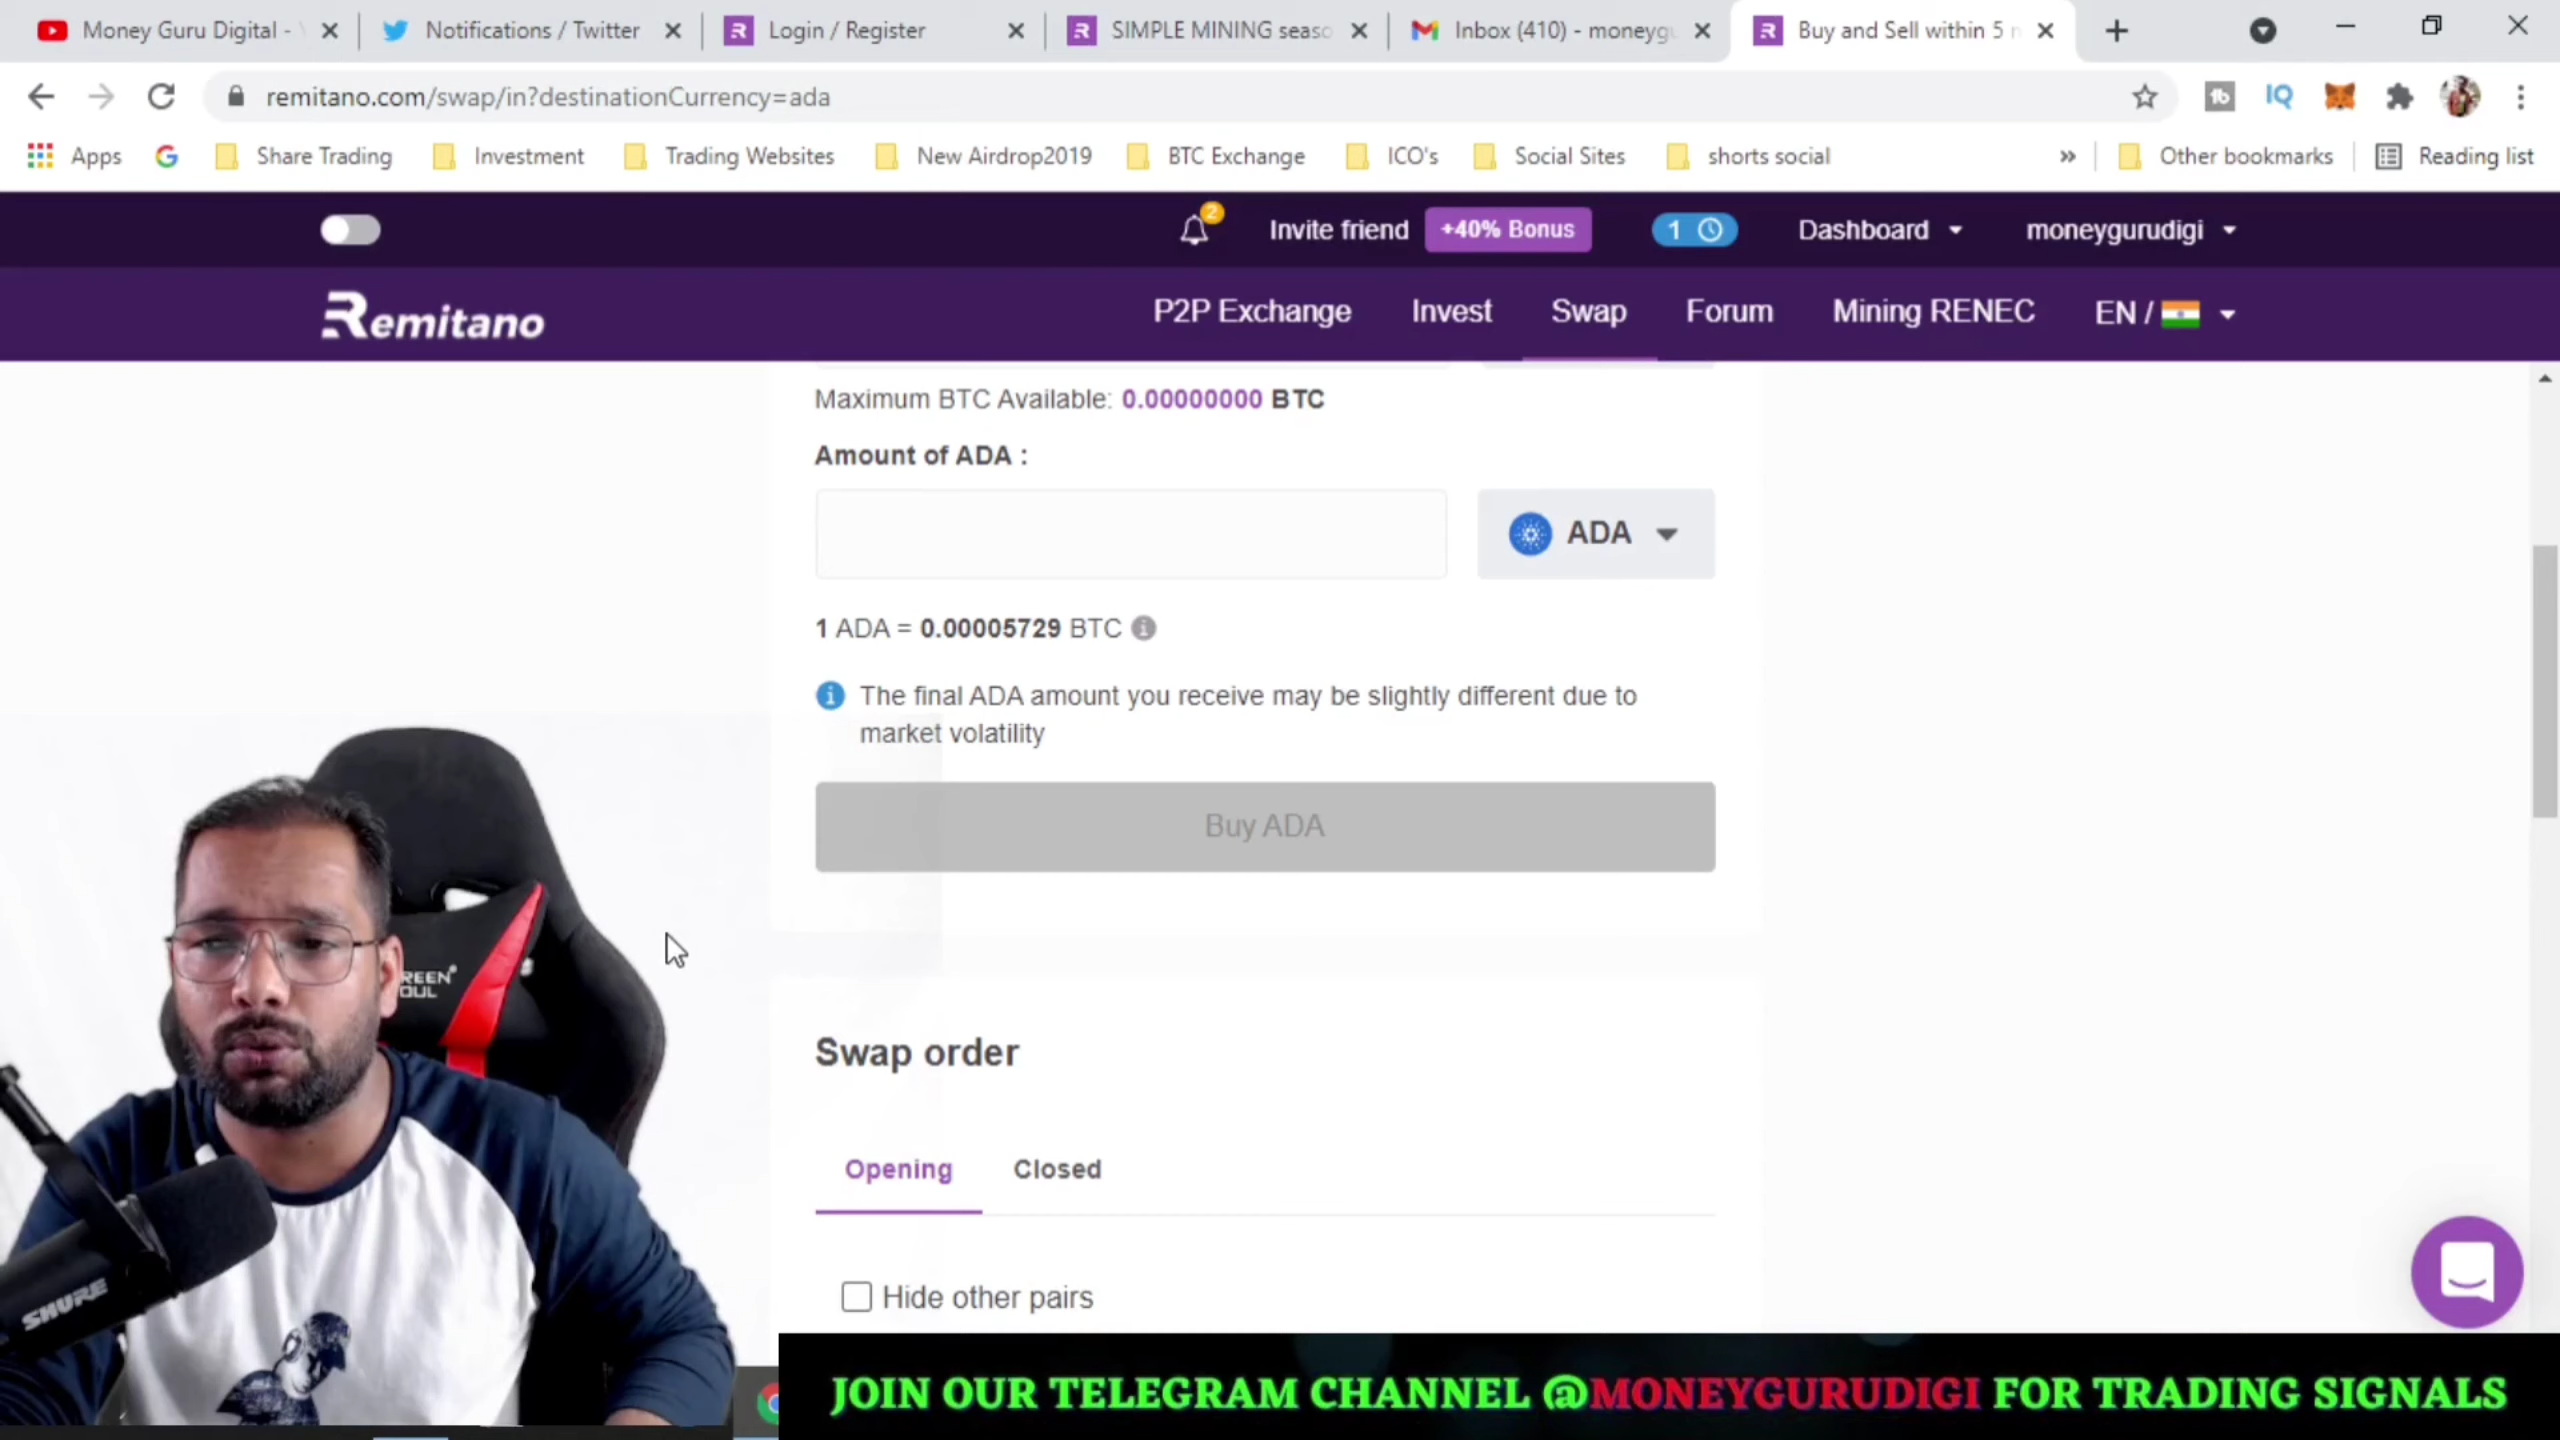 Money Guru Digital -
Notifications / Twitter
Login / Register
SIMPLE MINING seaso
Inbox (410) - moneygu
Buy and Sell within 5 m
remitano.com/swap/in?destinationCurrency=ada
Apps
Share Trading
Investment
Trading Websites
New Airdrop2019
BTC Exchange
ICO's
Social Sites
shorts social
»
Other bookmarks
Reading list
2
Invite friend
+40% Bonus
1
Dashboard
moneygurudigi
Remitano
P2P Exchange
Invest
Swap
Forum
Mining RENEC
EN /
Maximum BTC Available: 0.00000000 BTC
Amount of ADA :
ADA
1 ADA = 0.00005729 BTC
The final ADA amount you receive may be slightly different due to
market volatility
Buy ADA
Swap order
Opening
Closed
Hide other pairs
REEN
OUL
SHURE
JOIN OUR TELEGRAM CHANNEL @MONEYGURUDIGI FOR TRADING SIGNALS